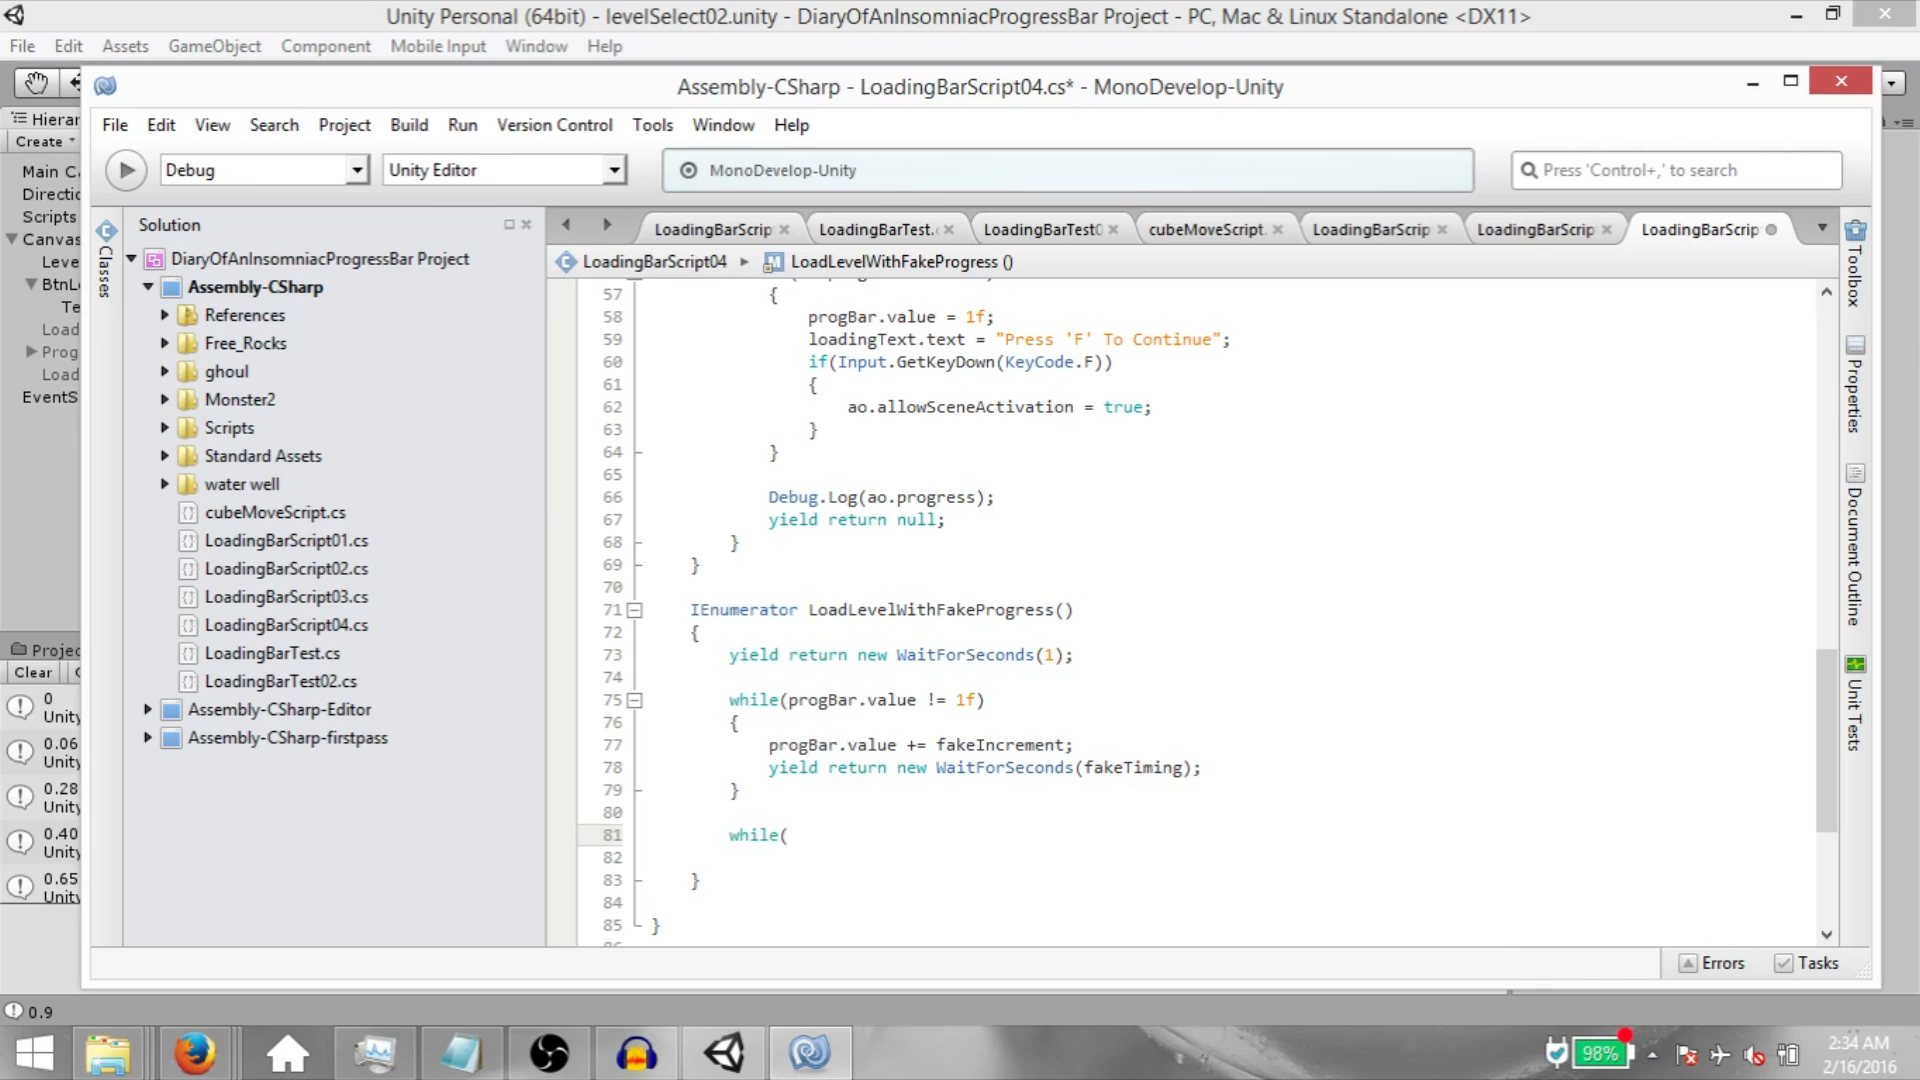 Unity Personal (64bit) - levelSelect02.unity - DiaryOfAnInsomniacProgressBar Project - PC, Mac & Linux Standalone <DX11>
File Edit Assets GameObject Component Mobile Input Window Help
Assembly-CSharp - LoadingBarScript04.cs* - MonoDevelop-Unity
File Edit View Search Project Build Run Version Control Tools Window Help
Debug Unity Editor MonoDevelop-Unity Press 'Control+,' to search
Hierar
Create
Main C
Directio
Scripts
Canvas
Leve
BtnL
Te
Load
Prog
Load
EventS
Projec
Clear
0
Unity
0.06
Unity
0.28
Unity
0.40
Unity
0.65
Unity
Classes
Solution
DiaryOfAnInsomniacProgressBar Project
Assembly-CSharp
References
Free_Rocks
ghoul
Monster2
Scripts
Standard Assets
water well
cubeMoveScript.cs
LoadingBarScript01.cs
LoadingBarScript02.cs
LoadingBarScript03.cs
LoadingBarScript04.cs
LoadingBarTest.cs
LoadingBarTest02.cs
Assembly-CSharp-Editor
Assembly-CSharp-firstpass
LoadingBarScrip LoadingBarTest. LoadingBarTest0 cubeMoveScript. LoadingBarScrip LoadingBarScrip LoadingBarScrip
LoadingBarScript04 LoadLevelWithFakeProgress ()
57 {
58 progBar.value = 1f;
59 loadingText.text = "Press 'F' To Continue";
60 if(Input.GetKeyDown(KeyCode.F))
61 {
62 ao.allowSceneActivation = true;
63 }
64 }
65
66 Debug.Log(ao.progress);
67 yield return null;
68 }
69 }
70
71 IEnumerator LoadLevelWithFakeProgress()
72 {
73 yield return new WaitForSeconds(1);
74
75 while(progBar.value != 1f)
76 {
77 progBar.value += fakeIncrement;
78 yield return new WaitForSeconds(fakeTiming);
79 }
80
81 while(
82
83 }
84
85 }
Toolbox
Properties
Document Outline
Unit Tests
Errors Tasks
0.9
98%
2:34 AM
2/16/2016